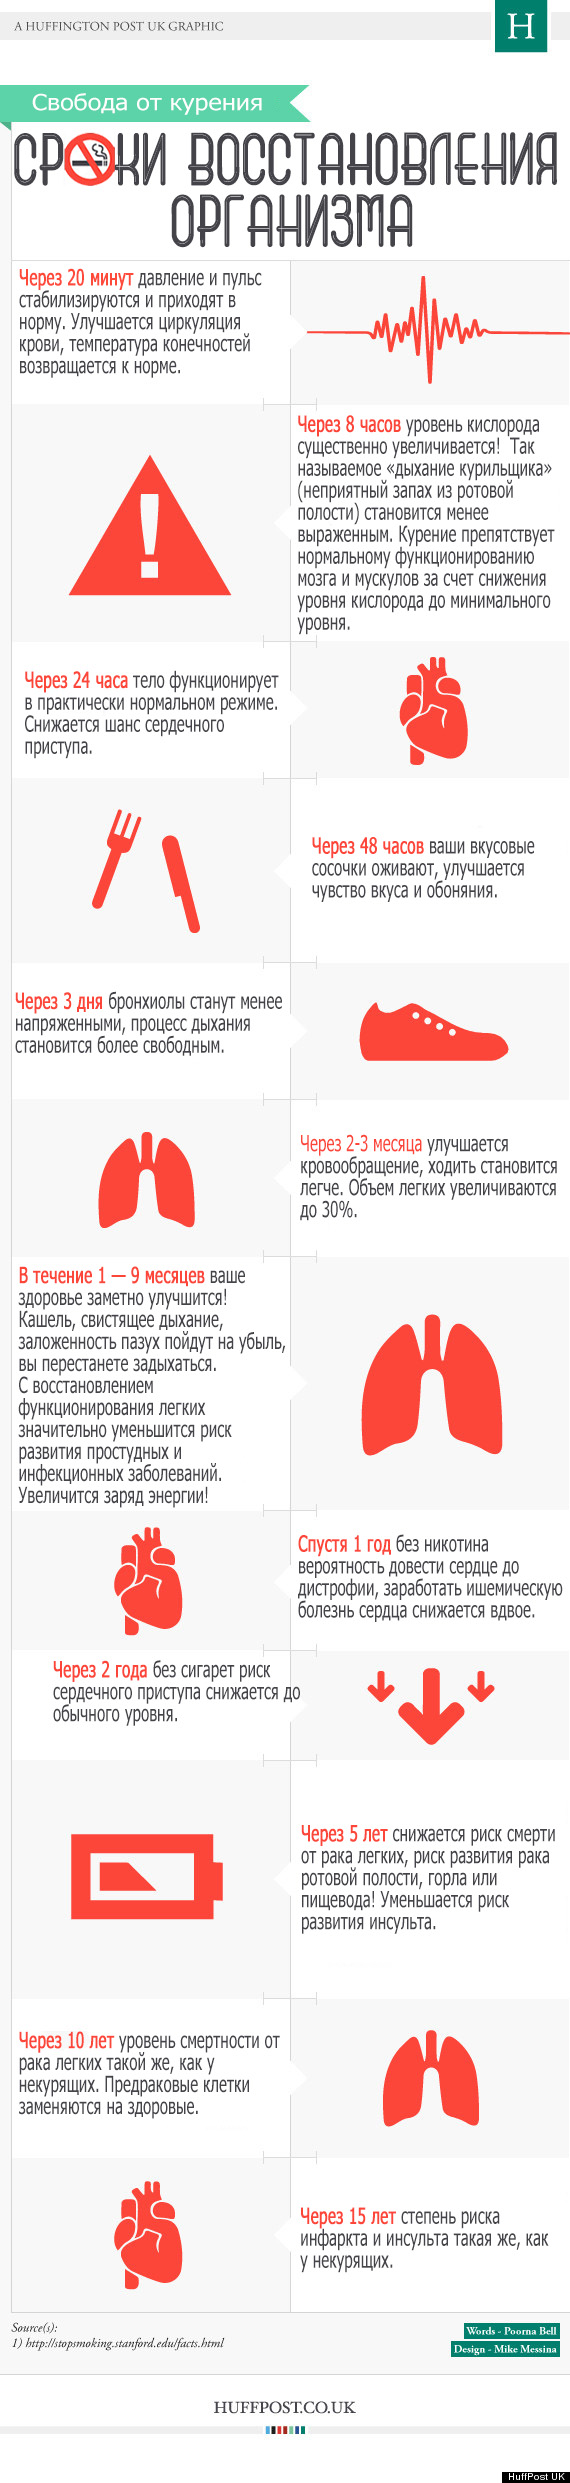 A HUFFINGTON POST UK GRAPHIC
H
Свобода от курения
СРОКИ ВОССТАНОВЛЕНИЯ
ОРГАНИЗМА
Через 20 минут давление и пульс
стабилизируются и приходят в
норму. Улучшается циркуляция
крови, температура конечностей
возвращается к норме.
Через 8 часов уровень кислорода
существенно увеличивается! Так
называемое «дыхание курильщика»
(неприятный запах из ротовой
полости) становится менее
выраженным. Курение препятствует
нормальному функционированию
мозга и мускулов за счет снижения
уровня кислорода до минимального
уровня.
Через 24 часа тело функционирует
в практически нормальном режиме.
Снижается шанс сердечного
приступа.
Через 48 часов ваши вкусовые
сосочки оживают, улучшается
чувство вкуса и обоняния.
Через 3 дня бронхиолы станут менее
напряженными, процесс дыхания
становится более свободным.
Через 2-3 месяца улучшается
кровообращение, ходить становится
легче. Объем легких увеличиваются
до 30%.
В течение 1 — 9 месяцев ваше
здоровье заметно улучшится!
Кашель, свистящее дыхание,
заложенность пазух пойдут на убыль,
вы перестанете задыхаться.
С восстановлением
функционирования легких
значительно уменьшится риск
развития простудных и
инфекционных заболеваний.
Увеличится заряд энергии!
Спустя 1 год без никотина
вероятность довести сердце до
дистрофии, заработать ишемическую
болезнь сердца снижается вдвое.
Через 2 года без сигарет риск
сердечного приступа снижается до
обычного уровня.
Через 5 лет снижается риск смерти
от рака легких, риск развития рака
ротовой полости, горла или
пищевода! Уменьшается риск
развития инсульта.
Через 10 лет уровень смертности от
рака легких такой же, как у
некурящих. Предраковые клетки
заменяются на здоровые.
Через 15 лет степень риска
инфаркта и инсульта такая же, как
у некурящих.
Source(s):
1) http://stopsmoking.stanford.edu/facts.html
Words - Poorna Bell
Design - Mike Messina
HUFFPOST.CO.UK
HuffPost UK